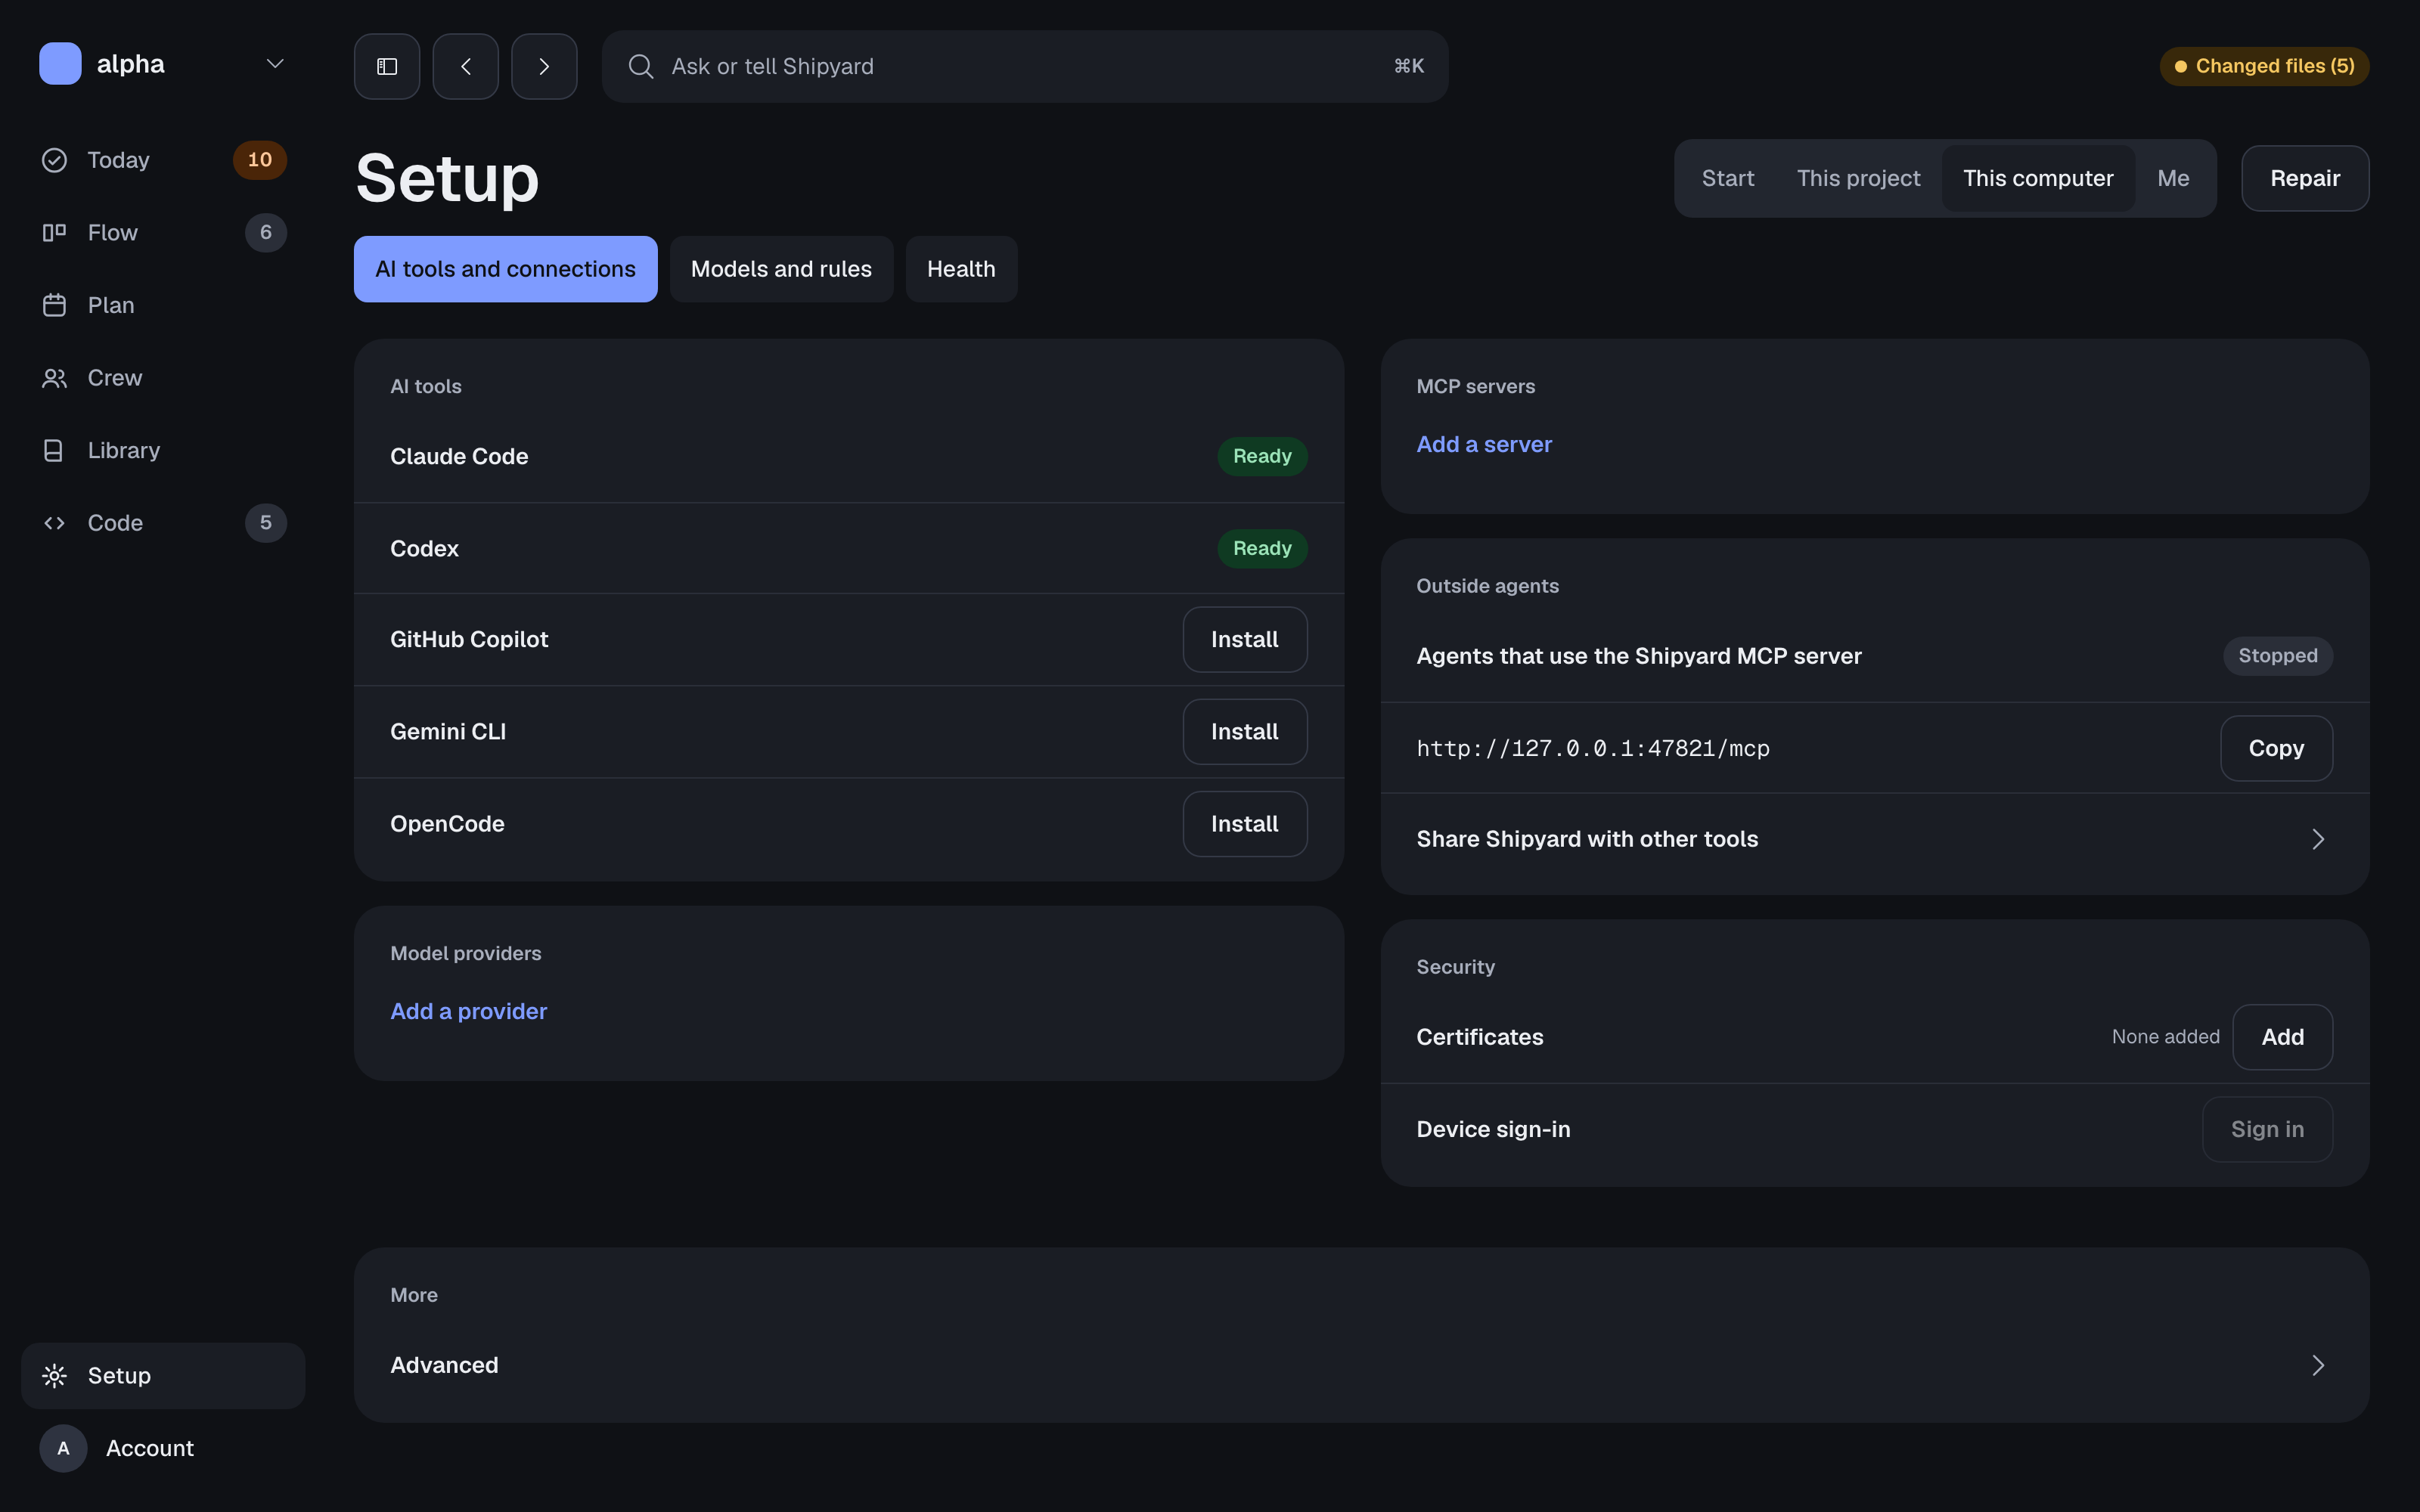 alpha
Ask or tell Shipyard
⌘K
Changed files (5)
Today
10
Flow
6
Plan
Crew
Library
Code
5
Setup
Start
This project
This computer
Me
Repair
AI tools and connections
Models and rules
Health
AI tools
Claude Code
Ready
Codex
Ready
GitHub Copilot
Install
Gemini CLI
Install
OpenCode
Install
Model providers
Add a provider
MCP servers
Add a server
Outside agents
Agents that use the Shipyard MCP server
Stopped
http://127.0.0.1:47821/mcp
Copy
Share Shipyard with other tools
Security
Certificates
None added
Add
Device sign-in
Sign in
More
Advanced
Setup
A
Account